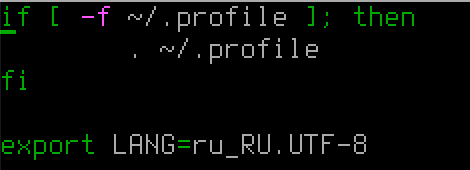 if [ -f ~/.profile ]; then
        . ~/.profile
fi

export LANG=ru_RU.UTF-8